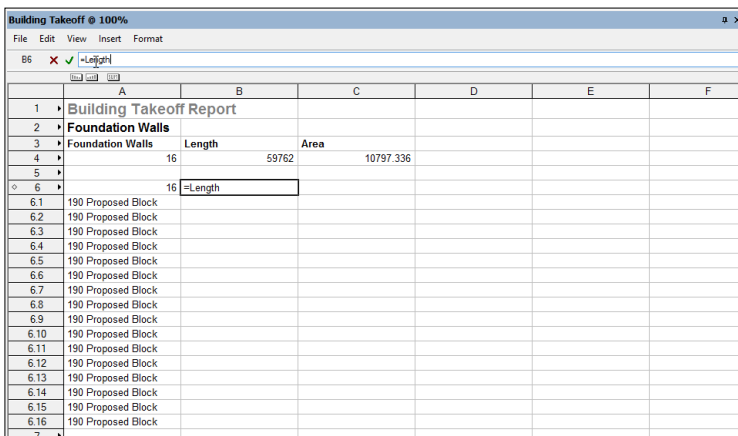 Building Takeoff @ 100%
File Edit View Insert Format
B6 =Length
A B C D E F
1 Building Takeoff Report
2 Foundation Walls
3 Foundation Walls Length Area
4 16 59762 10797.336
5
6 16 =Length
6.1 190 Proposed Block
6.2 190 Proposed Block
6.3 190 Proposed Block
6.4 190 Proposed Block
6.5 190 Proposed Block
6.6 190 Proposed Block
6.7 190 Proposed Block
6.8 190 Proposed Block
6.9 190 Proposed Block
6.10 190 Proposed Block
6.11 190 Proposed Block
6.12 190 Proposed Block
6.13 190 Proposed Block
6.14 190 Proposed Block
6.15 190 Proposed Block
6.16 190 Proposed Block
7